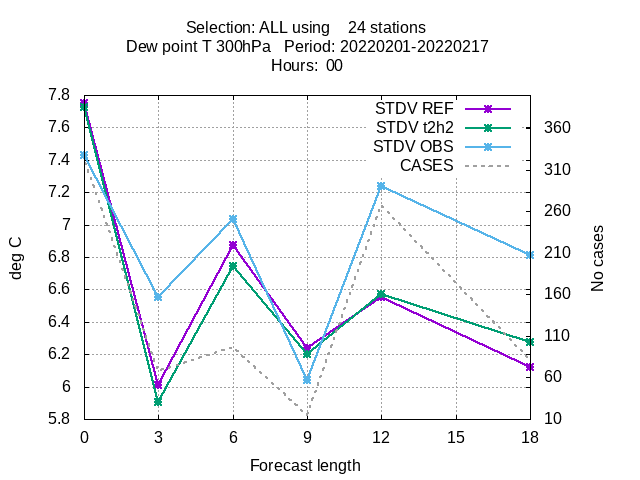 Selection: ALL using    24 stations
Dew point T 300hPa   Period: 20220201-20220217
Hours:  00
STDV REF
STDV t2h2
STDV OBS
CASES
deg C
7.8
7.6
7.4
7.2
7
6.8
6.6
6.4
6.2
6
5.8
360
310
260
210
160
110
60
10
No cases
0 3 6 9 12 15 18
Forecast length